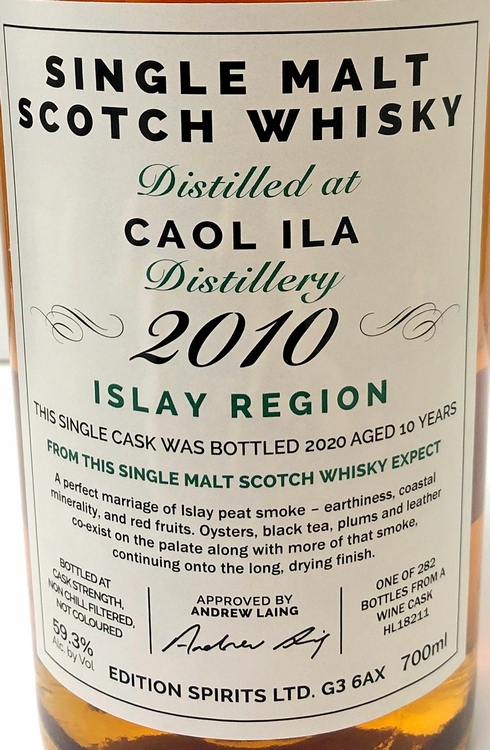 SINGLE MALT
SCOTCH WHISKY
Distilled at
CAOL ILA
Distillery
2010
ISLAY REGION
THIS SINGLE CASK WAS BOTTLED 2020 AGED 10 YEARS
FROM THIS SINGLE MALT SCOTCH WHISKY EXPECT
A perfect marriage of Islay peat smoke – earthiness, coastal
minerality, and red fruits. Oysters, black tea, plums and leather
co-exist on the palate along with more of that smoke,
continuing onto the long, drying finish.
BOTTLED AT
CASK STRENGTH,
NON CHILL FILTERED,
NOT COLOURED
59.3%
Alc. by Vol
APPROVED BY
ANDREW LAING
Andrew Laing
ONE OF 282
BOTTLES FROM A
WINE CASK
HL18211
EDITION SPIRITS LTD. G3 6AX
700ml